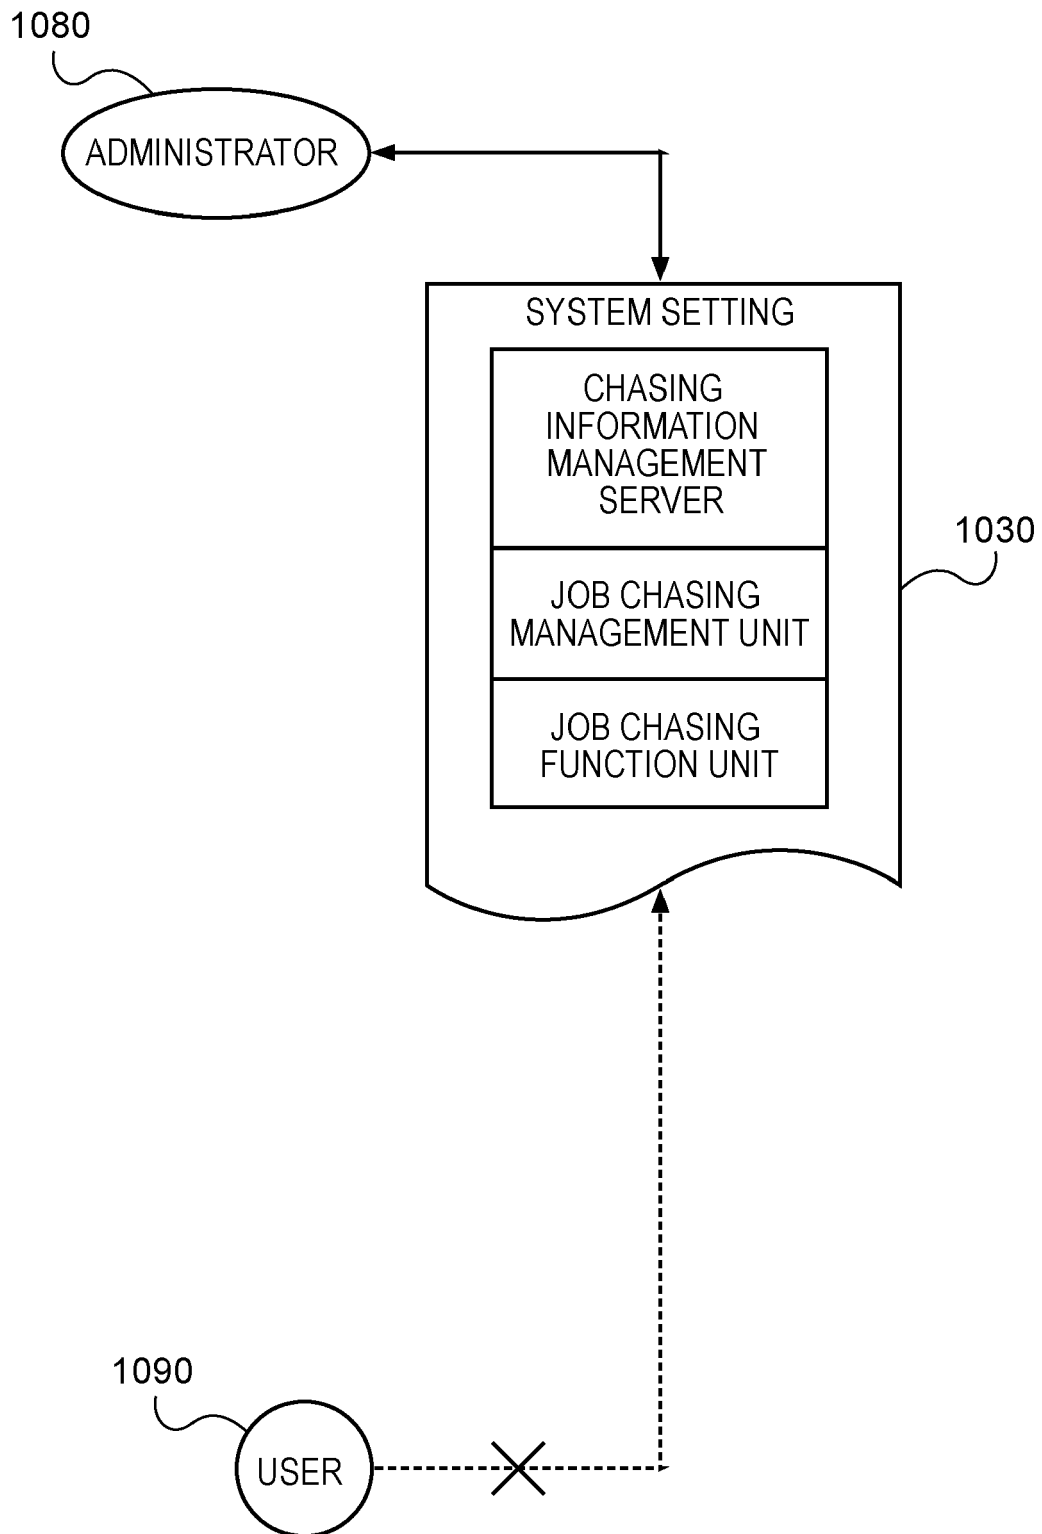 1080
ADMINISTRATOR
SYSTEM SETTING
CHASING
INFORMATION
MANAGEMENT
SERVER
1030
JOB CHASING
MANAGEMENT UNIT
JOB CHASING
FUNCTION UNIT
1090
USER